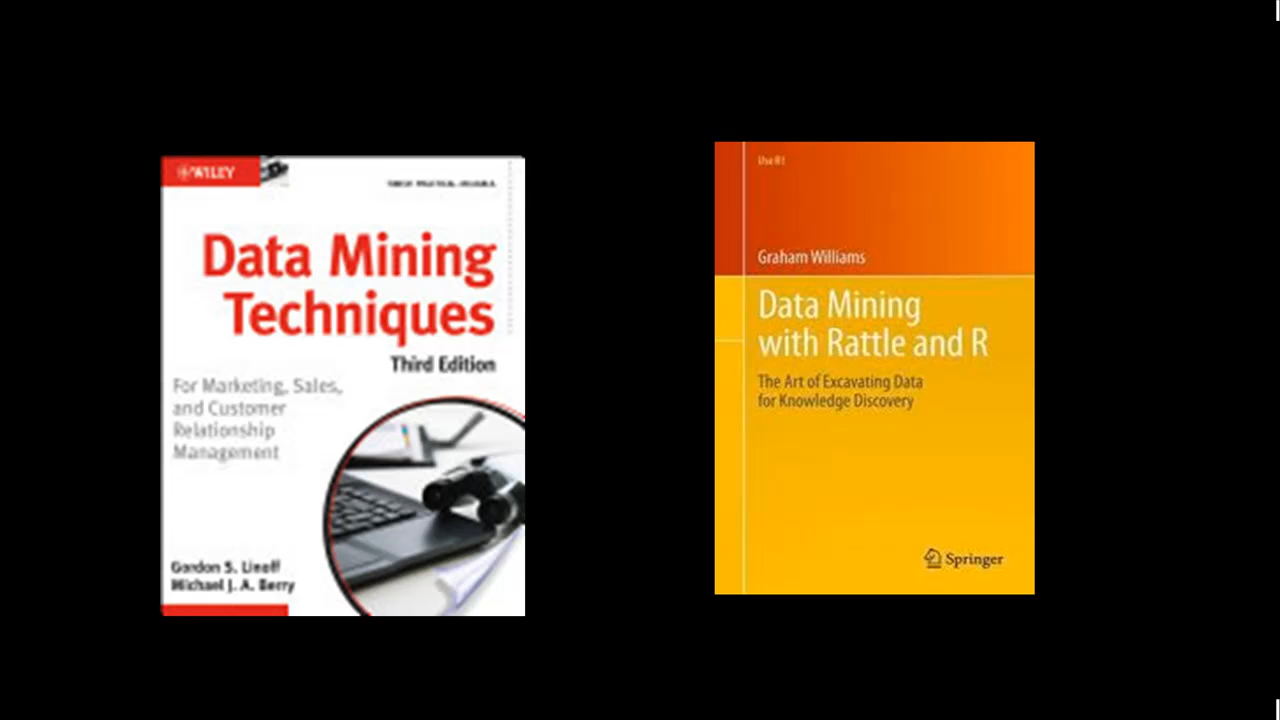 WILEY
Data Mining
Techniques
Third Edition
For Marketing, Sales,
and Customer
Relationship
Management
Gordon S. Linoff
Michael J. A. Berry
Use R!
Graham Williams
Data Mining
with Rattle and R
The Art of Excavating Data
for Knowledge Discovery
Springer